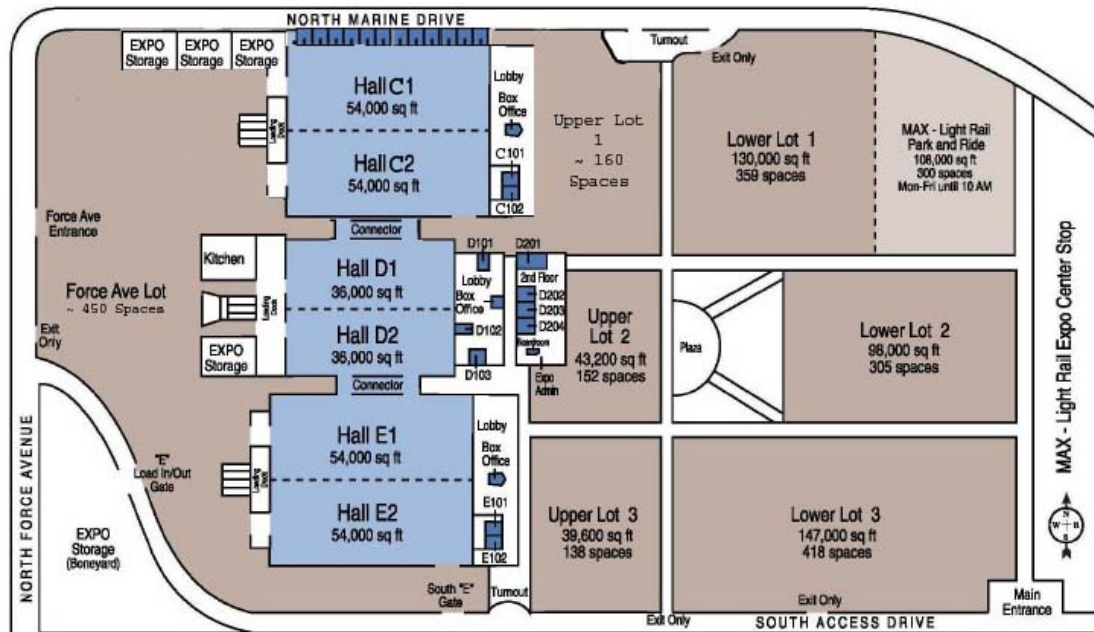 NORTH MARINE DRIVE
EXPO
Storage
EXPO
Storage
EXPO
Storage
Turnout
Exit Only
Hall C1
54,000 sq ft
Hall C2
54,000 sq ft
Loading
Dock
Lobby
Box
Office
C101
C102
Upper Lot
1
~ 160
Spaces
Lower Lot 1
130,000 sq ft
359 spaces
MAX - Light Rail
Park and Ride
108,000 sq ft
300 spaces
Mon-Fri until 10 AM
Force Ave
Entrance
Connector
Kitchen
Force Ave Lot
~ 450 Spaces
Exit
Only
EXPO
Storage
Loading
Dock
Hall D1
36,000 sq ft
Hall D2
36,000 sq ft
D101
Lobby
Box
Office
D102
D103
D201
2nd Floor
D202
D203
D204
Boardroom
Expo
Admin
Upper
Lot 2
43,200 sq ft
152 spaces
Plaza
Lower Lot 2
98,000 sq ft
305 spaces
MAX - Light Rail Expo Center Stop
Connector
Hall E1
54,000 sq ft
Hall E2
54,000 sq ft
Loading
Dock
Lobby
Box
Office
E101
E102
"E"
Load In/Out
Gate
NORTH FORCE AVENUE
EXPO
Storage
(Boneyard)
Upper Lot 3
39,600 sq ft
138 spaces
Lower Lot 3
147,000 sq ft
418 spaces
N
W
S
South "E"
Gate
Turnout
Exit Only
Exit Only
SOUTH ACCESS DRIVE
Main
Entrance